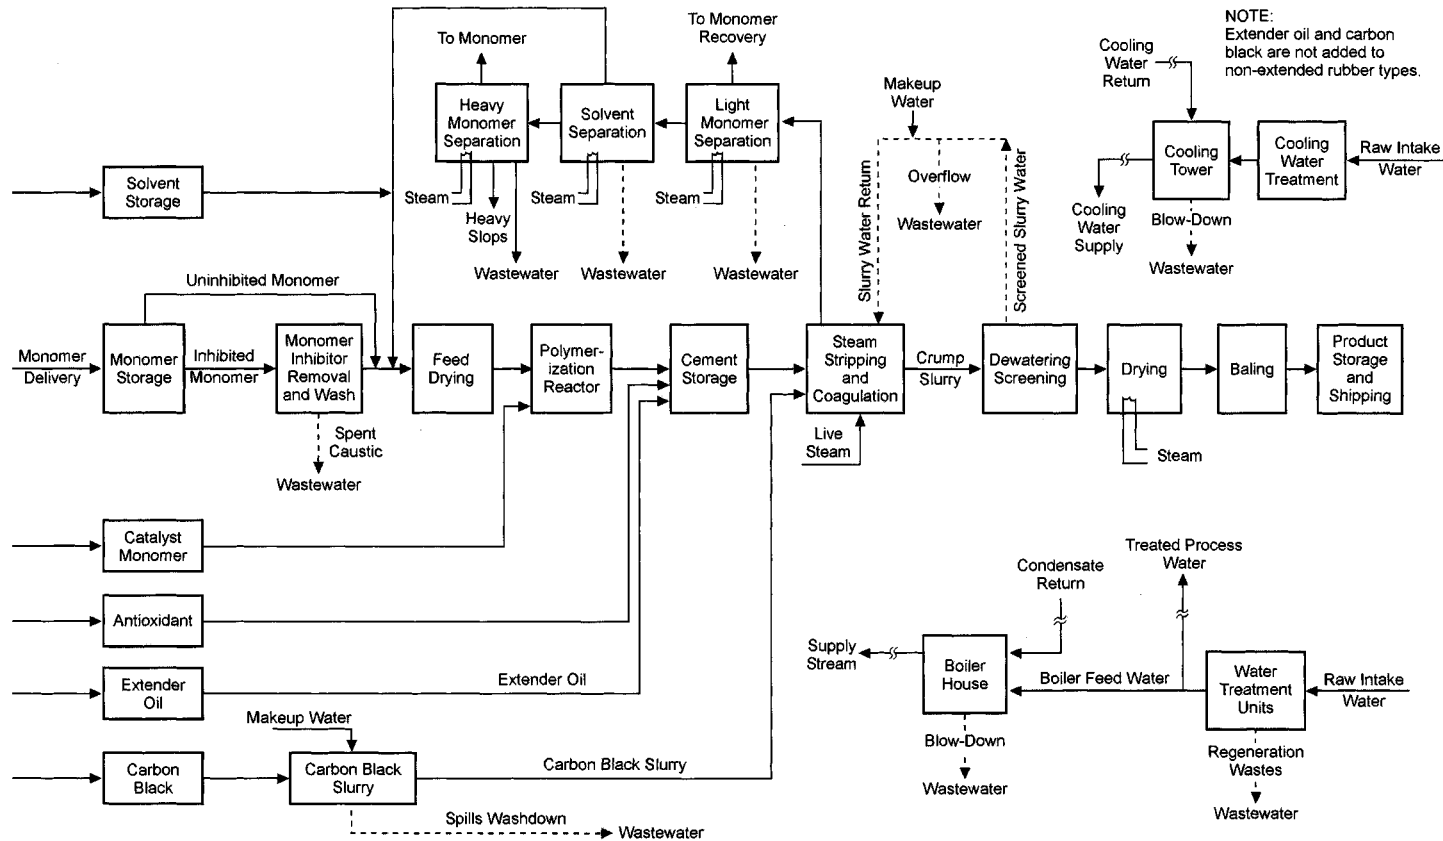 To Monomer
To Monomer
Recovery
NOTE:
Extender oil and carbon
black are not added to
non-extended rubber types.
Cooling
Water
Return
Makeup
Water
Heavy
Monomer
Separation
Solvent
Separation
Light
Monomer
Separation
Cooling
Tower
Cooling
Water
Treatment
Raw Intake
Water
Solvent
Storage
Steam
Steam
Steam
Heavy
Slops
Wastewater
Wastewater
Wastewater
Slurry Water Return
Overflow
Wastewater
Screened Slurry Water
Cooling
Water
Supply
Blow-Down
Wastewater
Uninhibited Monomer
Monomer
Delivery
Monomer
Storage
Inhibited
Monomer
Monomer
Inhibitor
Removal
and Wash
Feed
Drying
Polymer-
ization
Reactor
Cement
Storage
Steam
Stripping
and
Coagulation
Crump
Slurry
Dewatering
Screening
Drying
Baling
Product
Storage
and
Shipping
Spent
Caustic
Wastewater
Live
Steam
Steam
Catalyst
Monomer
Antioxidant
Extender
Oil
Extender Oil
Makeup Water
Carbon
Black
Carbon Black
Slurry
Carbon Black Slurry
Spills Washdown
Wastewater
Treated Process
Water
Condensate
Return
Supply
Stream
Boiler
House
Boiler Feed Water
Water
Treatment
Units
Raw Intake
Water
Blow-Down
Wastewater
Regeneration
Wastes
Wastewater